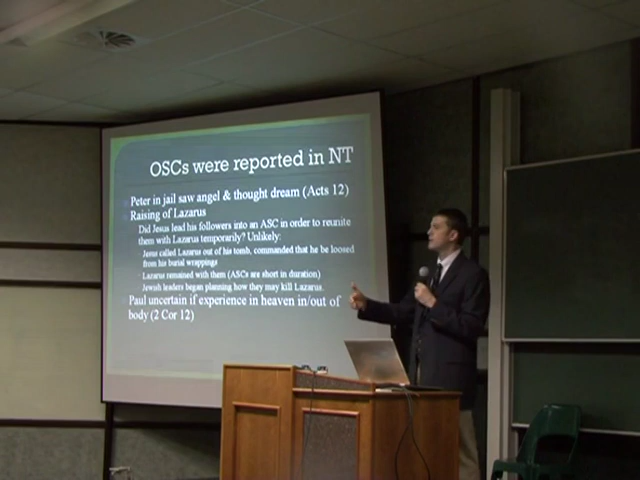 OSCs were reported in NT
Peter in jail saw angel & thought dream (Acts 12)
Raising of Lazarus
Did Jesus lead his followers into an ASC in order to reunite
them with Lazarus temporarily? Unlikely:
Jesus called Lazarus out of his tomb, commanded that he be loosed
from his burial wrappings
Lazarus remained with them (ASCs are short in duration)
Jewish leaders began planning how they may kill Lazarus.
Paul uncertain if experience in heaven in/out of
body (2 Cor 12)